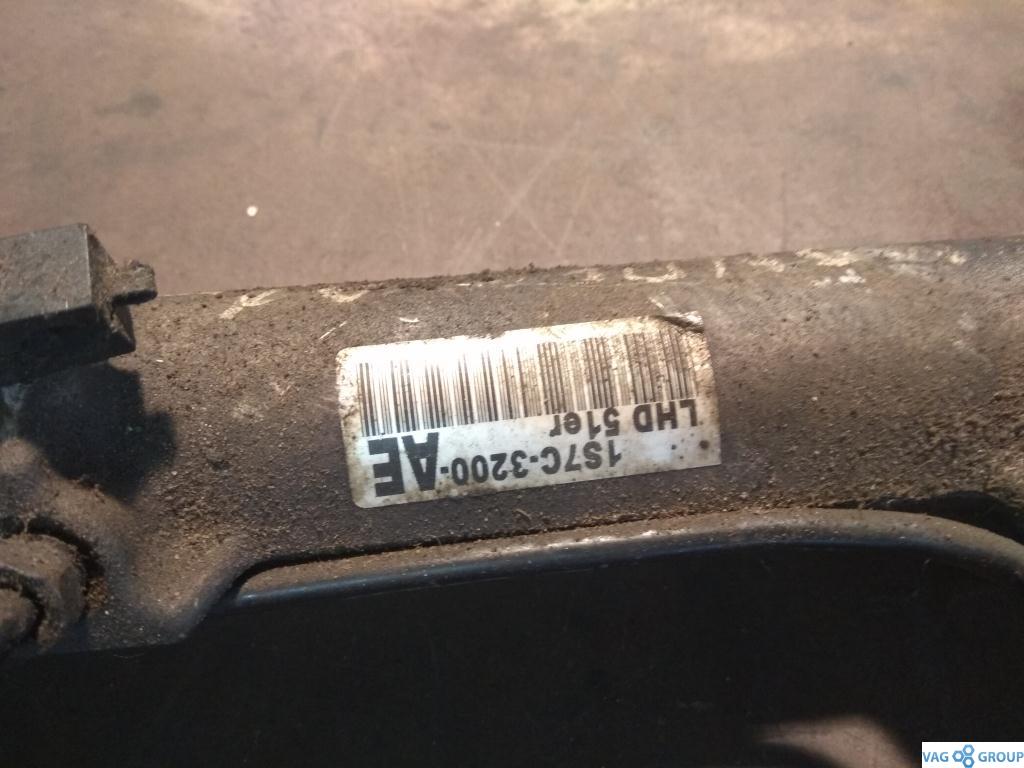 1S7C-3200-AE
LHD 51er
VAG GROUP